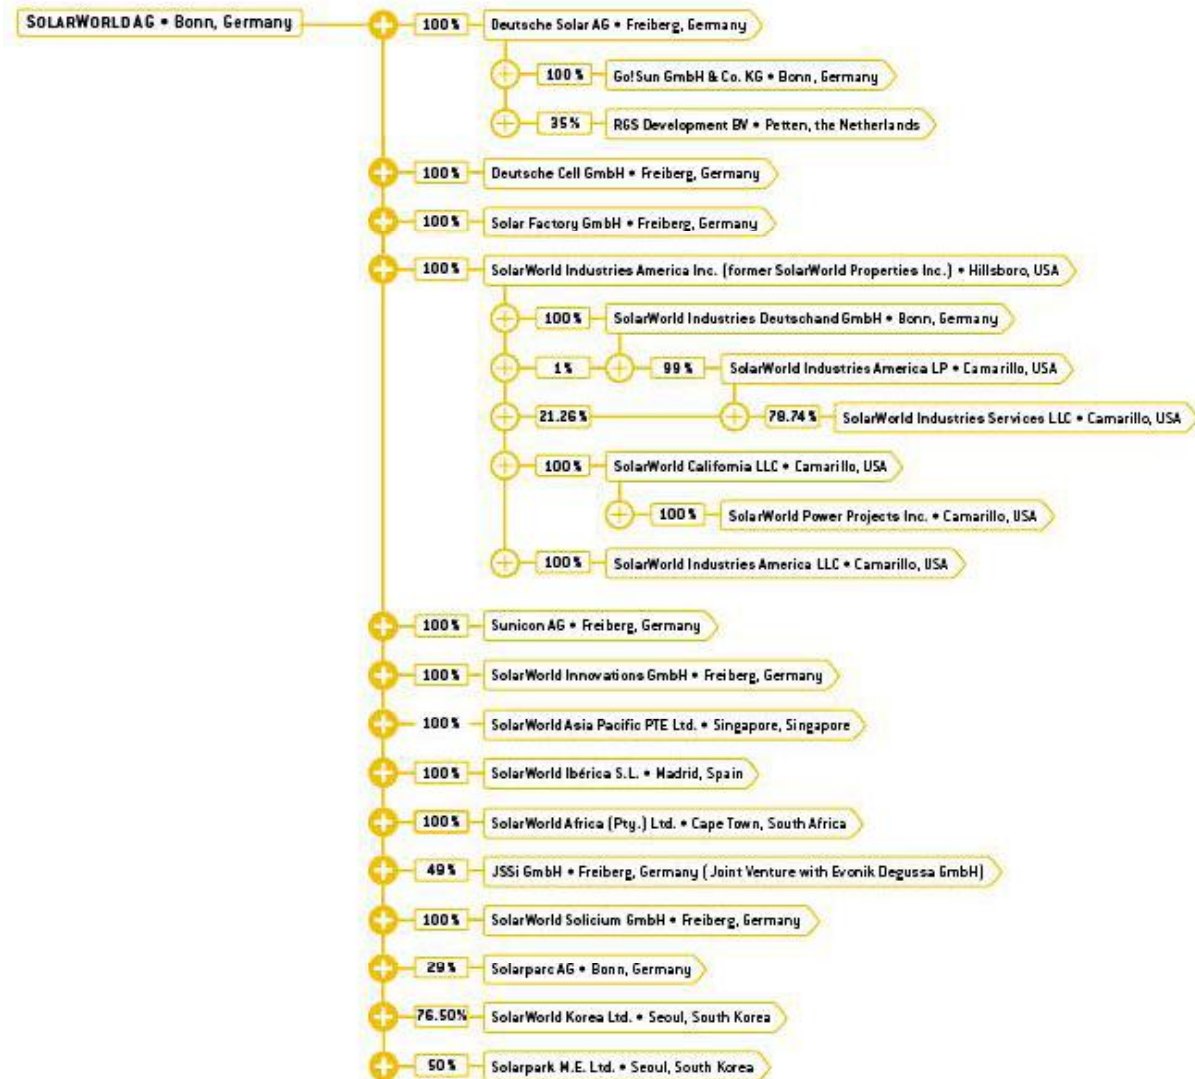 SOLARWORLD AG • Bonn, Germany
100% Deutsche Solar AG • Freiberg, Germany
100% Go!Sun GmbH & Co. KG • Bonn, Germany
35% RGS Development BV • Petten, the Netherlands
100% Deutsche Cell GmbH • Freiberg, Germany
100% Solar Factory GmbH • Freiberg, Germany
100% SolarWorld Industries America Inc. (former SolarWorld Properties Inc.) • Hillsboro, USA
100% SolarWorld Industries Deutschand GmbH • Bonn, Germany
1% 99% SolarWorld Industries America LP • Camarillo, USA
21.26% 78.74% SolarWorld Industries Services LLC • Camarillo, USA
100% SolarWorld California LLC • Camarillo, USA
100% SolarWorld Power Projects Inc. • Camarillo, USA
100% SolarWorld Industries America LLC • Camarillo, USA
100% Sunicon AG • Freiberg, Germany
100% SolarWorld Innovations GmbH • Freiberg, Germany
100% SolarWorld Asia Pacific PTE Ltd. • Singapore, Singapore
100% SolarWorld Ibérica S.L. • Madrid, Spain
100% SolarWorld Africa (Pty.) Ltd. • Cape Town, South Africa
49% JSSi GmbH • Freiberg, Germany (Joint Venture with Evonik Degussa GmbH)
100% SolarWorld Solicium GmbH • Freiberg, Germany
29% Solarparc AG • Bonn, Germany
76.50% SolarWorld Korea Ltd. • Seoul, South Korea
50% Solarpark M.E. Ltd. • Seoul, South Korea